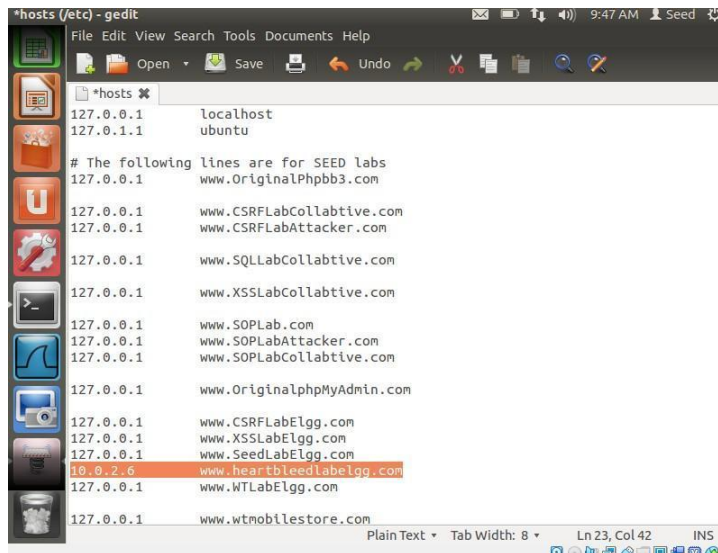 *hosts (/etc) - gedit 9:47 AM Seed
File Edit View Search Tools Documents Help
Open Save Undo
*hosts
127.0.0.1 localhost
127.0.1.1 ubuntu
# The following lines are for SEED labs
127.0.0.1 www.OriginalPhpbb3.com
127.0.0.1 www.CSRFLabCollabtive.com
127.0.0.1 www.CSRFLabAttacker.com
127.0.0.1 www.SQLLabCollabtive.com
127.0.0.1 www.XSSLabCollabtive.com
127.0.0.1 www.SOPLab.com
127.0.0.1 www.SOPLabAttacker.com
127.0.0.1 www.SOPLabCollabtive.com
127.0.0.1 www.OriginalphpMyAdmin.com
127.0.0.1 www.CSRFLabElgg.com
127.0.0.1 www.XSSLabElgg.com
127.0.0.1 www.SeedLabElgg.com
10.0.2.6 www.heartbleedlabelgg.com
127.0.0.1 www.WTLabElgg.com
127.0.0.1 www.wtmobilestore.com
Plain Text Tab Width: 8 Ln 23, Col 42 INS